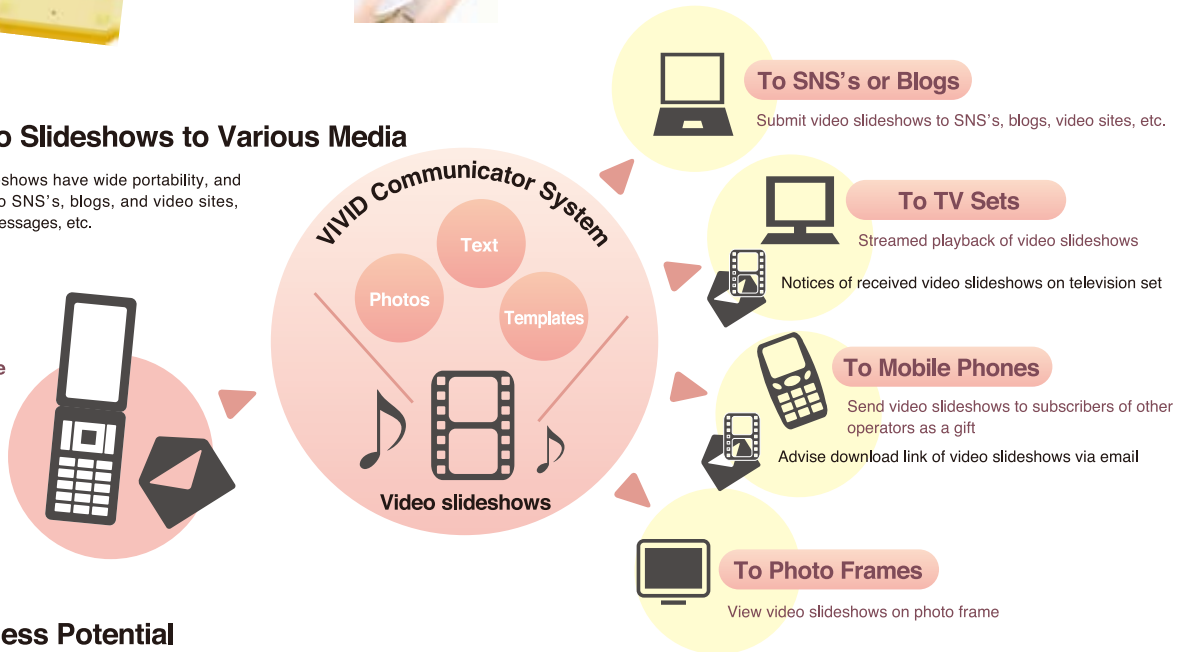 o Slideshows to Various Media
shows have wide portability, and
o SNS's, blogs, and video sites,
essages, etc.
e
ess Potential
VIVID Communicator System
Text
Photos
Templates
Video slideshows
To SNS's or Blogs
Submit video slideshows to SNS's, blogs, video sites, etc.
To TV Sets
Streamed playback of video slideshows
Notices of received video slideshows on television set
To Mobile Phones
Send video slideshows to subscribers of other
operators as a gift
Advise download link of video slideshows via email
To Photo Frames
View video slideshows on photo frame